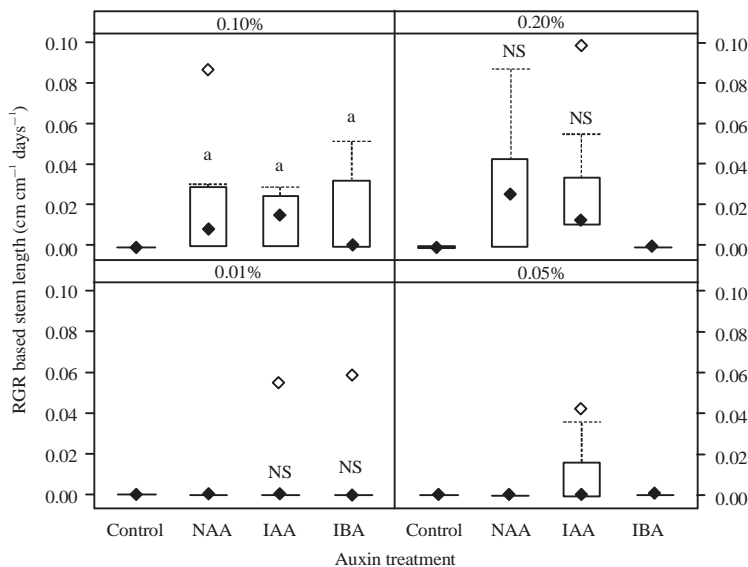 0.10%
0.20%
0.10
0.08
0.06
0.04
0.02
0.00
a
a
a
NS
NS
0.10
0.08
0.06
0.04
0.02
0.00
0.01%
0.05%
0.10
0.08
0.06
0.04
0.02
0.00
NS
NS
0.10
0.08
0.06
0.04
0.02
0.00
RGR based stem length (cm cm⁻¹ days⁻¹)
Control NAA IAA IBA Control NAA IAA IBA
Auxin treatment